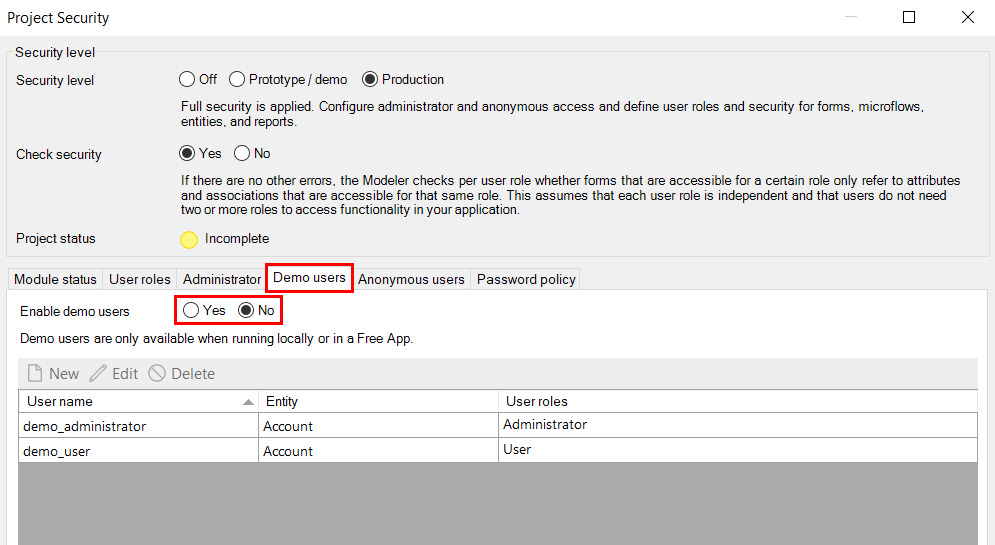 Project Security
Security level
Security level Off Prototype / demo Production
Full security is applied. Configure administrator and anonymous access and define user roles and security for forms, microflows,
entities, and reports.
Check security Yes No
If there are no other errors, the Modeler checks per user role whether forms that are accessible for a certain role only refer to attributes
and associations that are accessible for that same role. This assumes that each user role is independent and that users do not need
two or more roles to access functionality in your application.
Project status Incomplete
Module status User roles Administrator Demo users Anonymous users Password policy
Enable demo users Yes No
Demo users are only available when running locally or in a Free App.
New Edit Delete
User name Entity User roles
demo_administrator Account Administrator
demo_user Account User